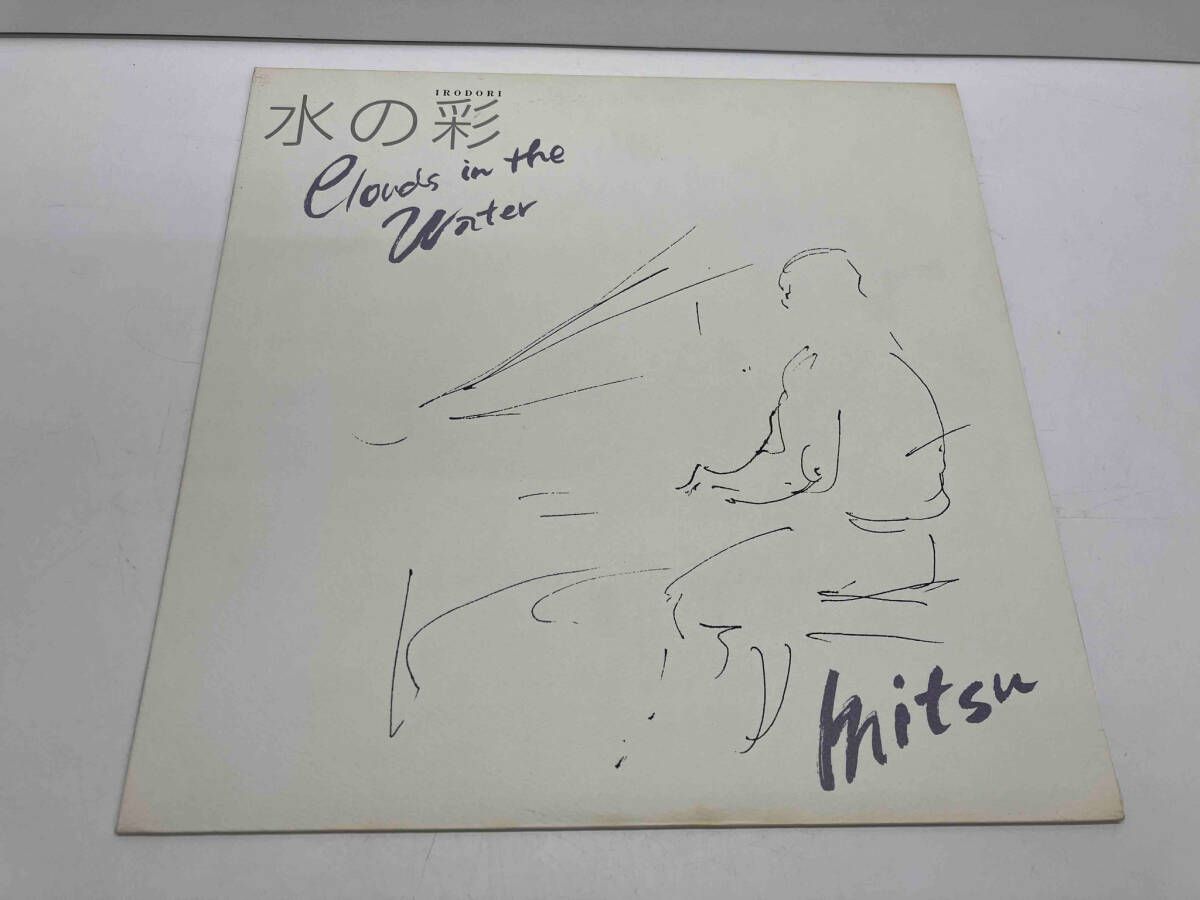 IRODORI
水の彩
Clouds in the
Water
Mitsu